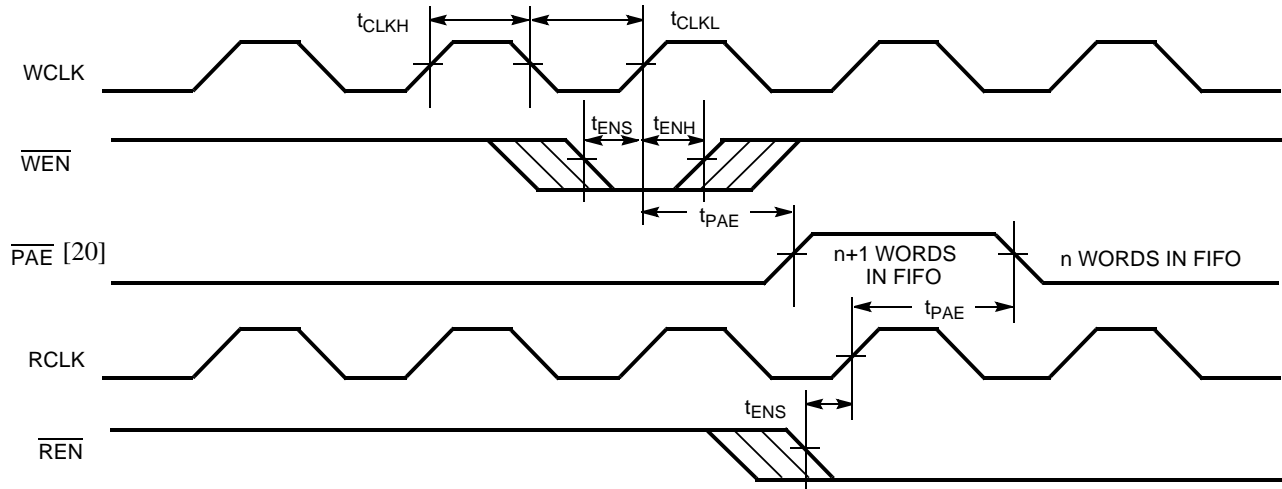 tCLKH
tCLKL
WCLK
tENS
tENH
WEN
tPAE
PAE [20]
n+1 WORDS
IN FIFO
n WORDS IN FIFO
tPAE
RCLK
tENS
REN